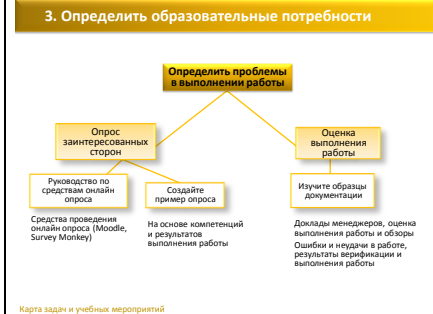 3. Определить образовательные потребности
Определить проблемы
в выполнении работы
Опрос
заинтересованных
сторон
Оценка
выполнения
работы
Руководство по
средствам онлайн
опроса
Создайте
пример опроса
Изучите образцы
документации
Средства проведения
онлайн опроса (Moodle,
Survey Monkey)
На основе компетенций
и результатов
выполнения работы
Доклады менеджеров, оценка
выполнения работы и обзоры
Ошибки и неудачи в работе,
результаты верификации и
выполнения работы
Карта задач и учебных мероприятий